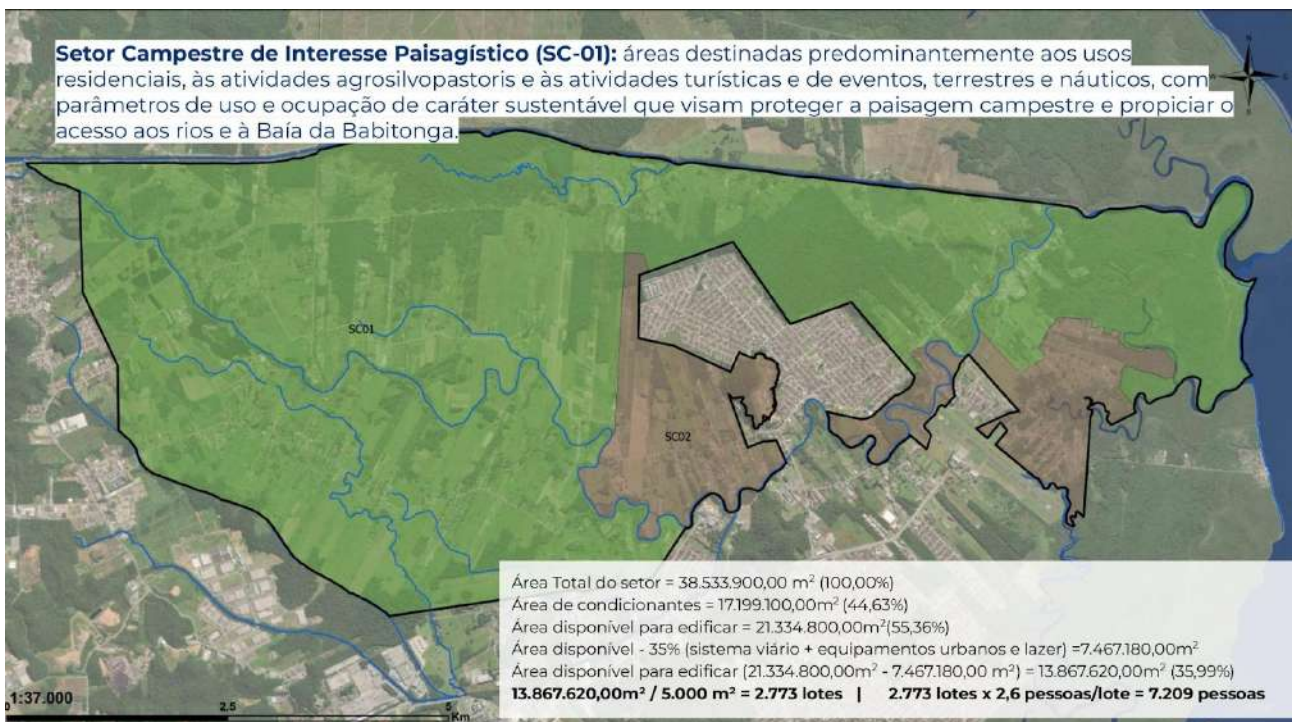 Setor Campestre de Interesse Paisagístico (SC-01): áreas destinadas predominantemente aos usos
residenciais, às atividades agrosilvopastoris e às atividades turísticas e de eventos, terrestres e náuticos, com
parâmetros de uso e ocupação de caráter sustentável que visam proteger a paisagem campestre e propiciar o
acesso aos rios e à Baía da Babitonga.
N
W
SC01
SC02
Área Total do setor = 38.533.900,00 m² (100,00%)
Área de condicionantes = 17.199.100,00m² (44,63%)
Área disponível para edificar = 21.334.800,00m²(55,36%)
Área disponível - 35% (sistema viário + equipamentos urbanos e lazer) =7.467.180,00m²
Área disponível para edificar (21.334.800,00m² - 7.467.180,00 m²) = 13.867.620,00m² (35,99%)
13.867.620,00m² / 5.000 m² = 2.773 lotes | 2.773 lotes x 2,6 pessoas/lote = 7.209 pessoas
1:37.000
2.5
5
Km